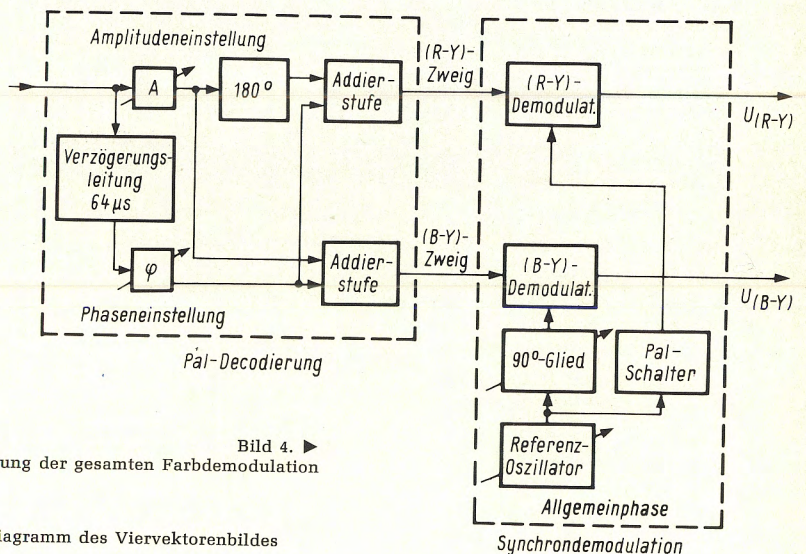 Amplitudeneinstellung
A
180°
Addier-
stufe
(R-Y)-
Zweig
(R-Y)-
Demodulat.
U(R-Y)
Verzögerungs-
leitung
64µs
φ
Phaseneinstellung
Addier-
stufe
(B-Y)-
Zweig
(B-Y)-
Demodulat.
U(B-Y)
90°-Glied
Pal-
Schalter
Referenz-
Oszillator
Allgemeinphase
Pal-Decodierung
Synchrondemodulation
Bild 4. ►
ung der gesamten Farbdemodulation
iagramm des Viervektorenbildes